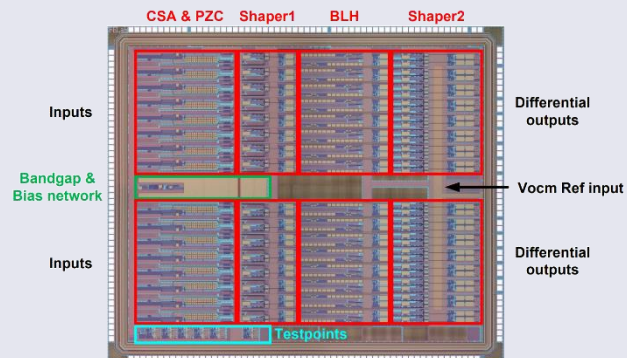 CSA & PZC Shaper1 BLH Shaper2
Inputs
Differential
outputs
Bandgap &
Bias network
Vocm Ref input
Inputs
Differential
outputs
Testpoints